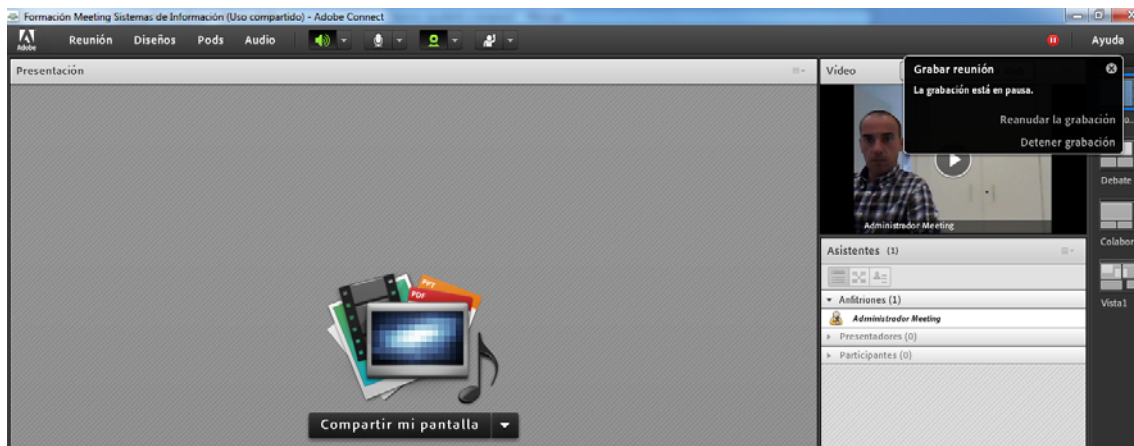 Formación Meeting Sistemas de Información (Uso compartido) - Adobe Connect
Adobe Reunión Diseños Pods Audio Ayuda
Presentación
Vídeo
Grabar reunión
La grabación está en pausa.
Reanudar la grabación
Detener grabación
Administrador Meeting
Debate
Colabor
Vista1
Asistentes (1)
Anfitriones (1)
Administrador Meeting
Presentadores (0)
Participantes (0)
PPT
PDF
Compartir mi pantalla